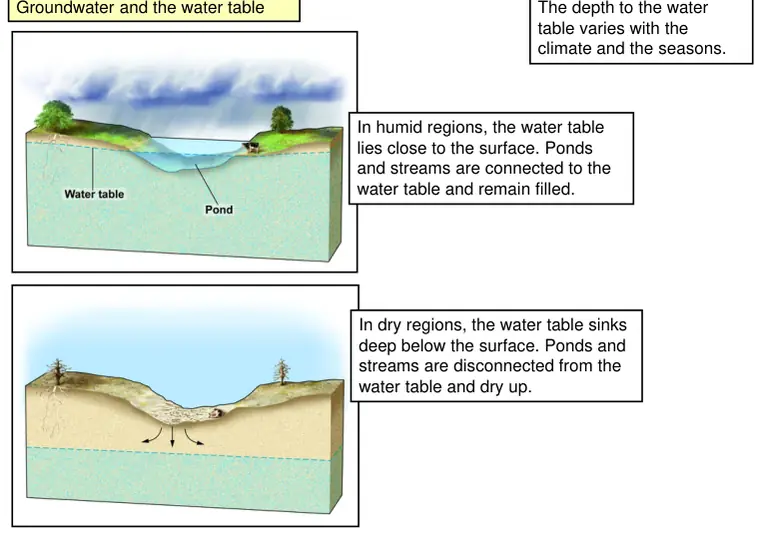 Groundwater and the water table
The depth to the water
table varies with the
climate and the seasons.
In humid regions, the water table
lies close to the surface. Ponds
and streams are connected to the
water table and remain filled.
Water table
Pond
In dry regions, the water table sinks
deep below the surface. Ponds and
streams are disconnected from the
water table and dry up.